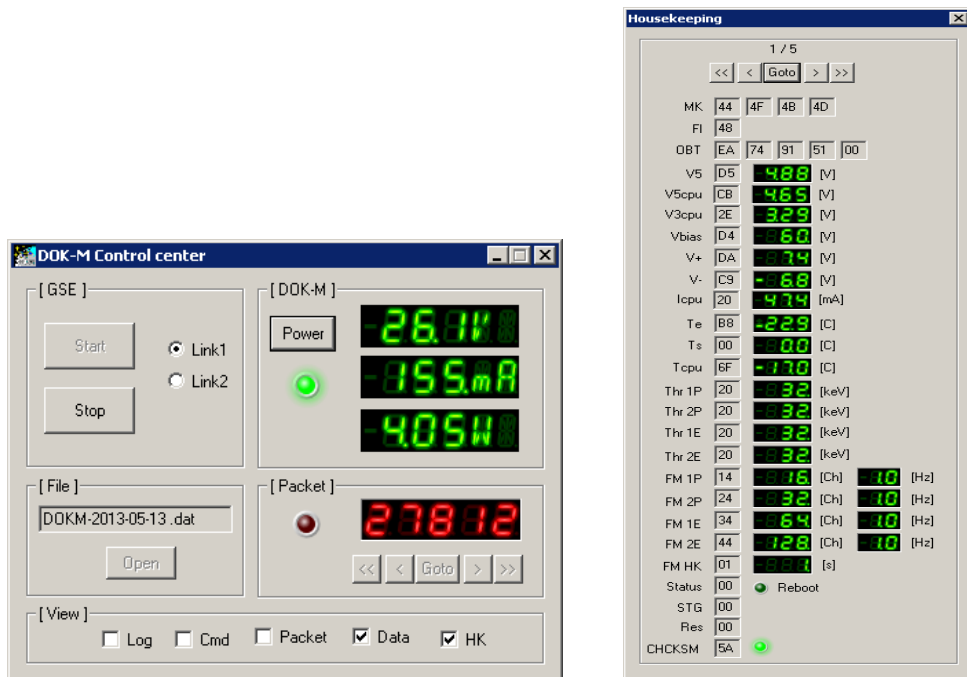 DOK-M Control center
[ GSE ]
Start
Stop
Link1
Link2
[ DOK-M ]
Power
26.1V
155.mA
4.05W
[ File ]
DOKM-2013-05-13 .dat
Open
[ Packet ]
27812
<< < Goto > >>
[ View ]
Log Cmd Packet Data HK
Housekeeping
1 / 5
<< < Goto > >>
MK 44 4F 4B 4D
FI 48
OBT EA 74 91 51 00
V5 D5 4.88 [V]
V5cpu CB 4.65 [V]
V3cpu 2E 3.29 [V]
Vbias D4 60. [V]
V+ DA 7.4 [V]
V- C9 -6.8 [V]
Icpu 20 47.4 [mA]
Te B8 -22.9 [C]
Ts 00 0.0 [C]
Tcpu 6F -17.0 [C]
Thr 1P 20 32. [keV]
Thr 2P 20 32. [keV]
Thr 1E 20 32. [keV]
Thr 2E 20 32. [keV]
FM 1P 14 16. [Ch] 1.0 [Hz]
FM 2P 24 32. [Ch] 1.0 [Hz]
FM 1E 34 64. [Ch] 1.0 [Hz]
FM 2E 44 128. [Ch] 1.0 [Hz]
FM HK 01 1. [s]
Status 00 Reboot
STG 00
Res 00
CHCKSM 5A